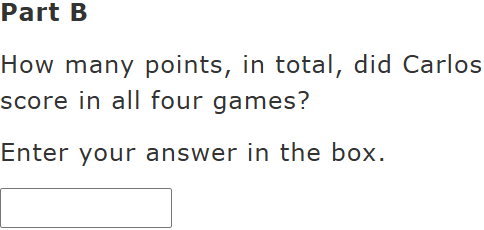 Part B
How many points, in total, did Carlos
score in all four games?
Enter your answer in the box.